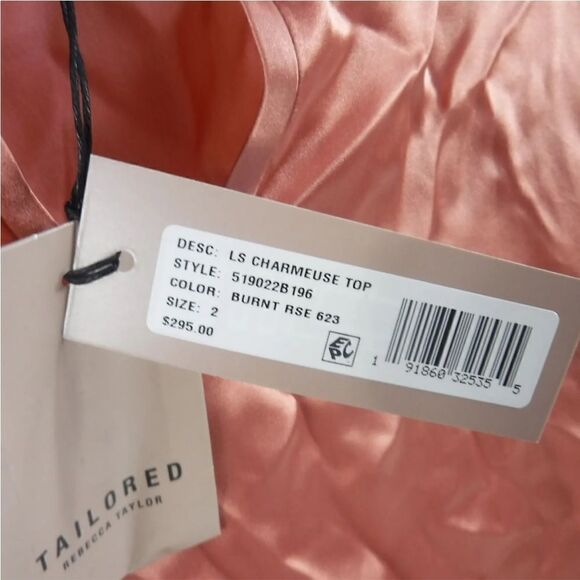 DESC: LS CHARMEUSE TOP
STYLE: 519022B196
COLOR: BURNT RSE 623
SIZE: 2
$295.00
EPC
1 91860 32535 5
TAILORED
REBECCA TAYLOR